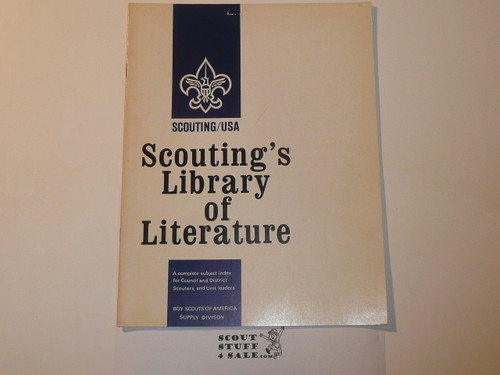 SCOUTING/USA
Scouting's
Library
of
Literature
A complete subject index
for Council and District
Scouters, and Unit leaders
BOY SCOUTS OF AMERICA
SUPPLY DIVISON
SCOUT
STUFF
4 SALE.com